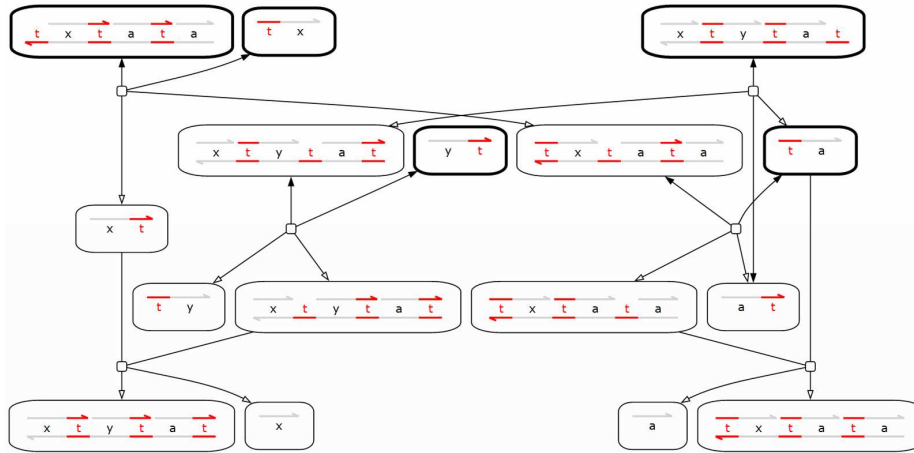 t x t a t a
t x
x t y t a t
x t y t a t
y t
t x t a t a
t a
x t
t y
x t y t a t
t x t a t a
a t
x t y t a t
x
a
t x t a t a